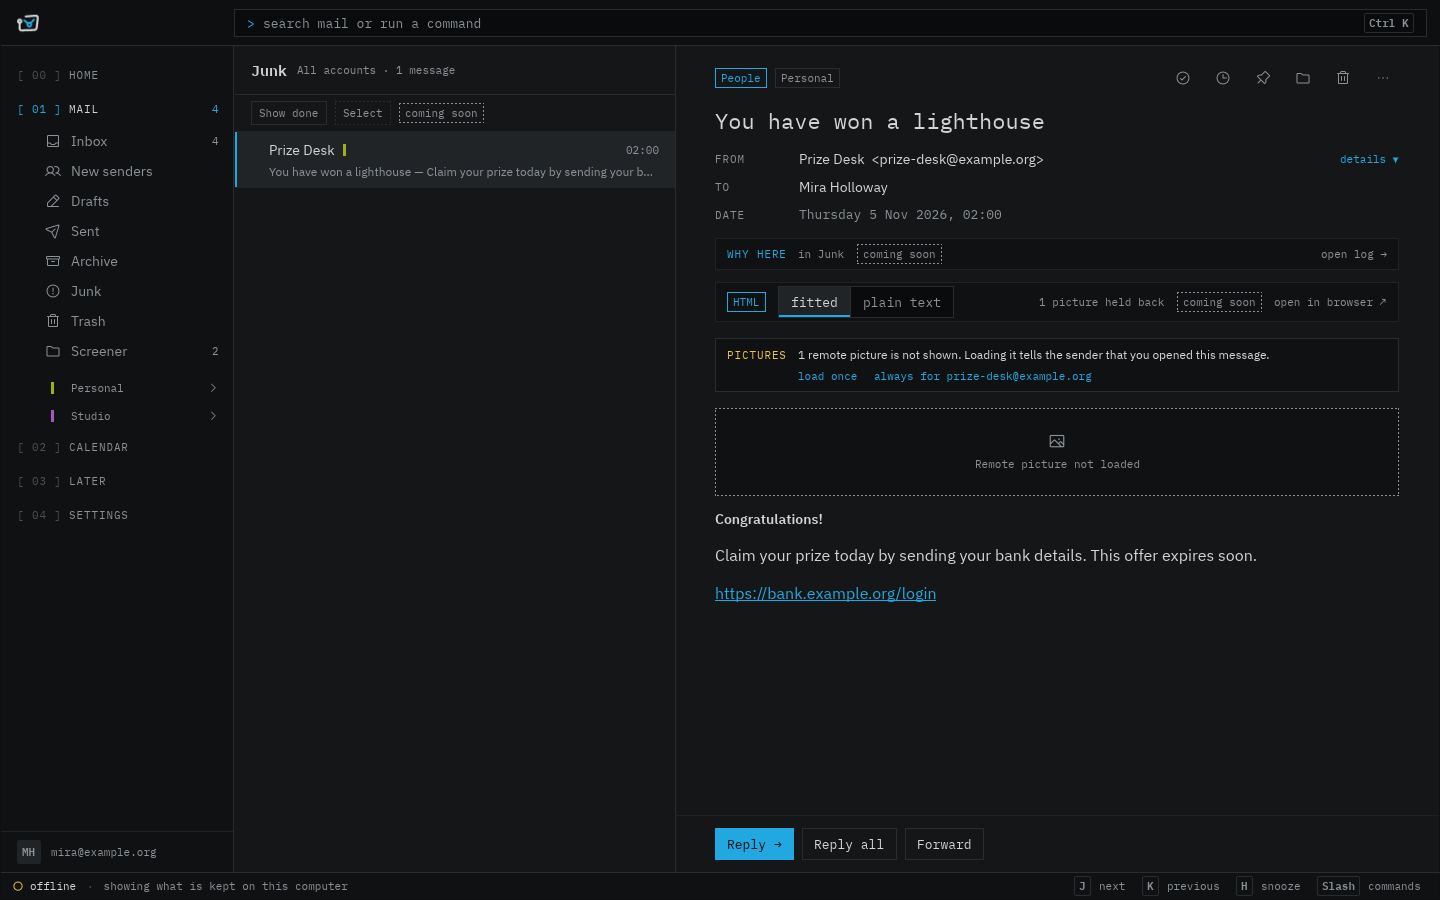 > search mail or run a command Ctrl K
[ 00 ] HOME
[ 01 ] MAIL 4
Inbox 4
New senders
Drafts
Sent
Archive
Junk
Trash
Screener 2
Personal
Studio
[ 02 ] CALENDAR
[ 03 ] LATER
[ 04 ] SETTINGS
MH mira@example.org
Junk All accounts · 1 message
Show done Select coming soon
Prize Desk 02:00
You have won a lighthouse — Claim your prize today by sending your b...
People Personal
You have won a lighthouse
FROM Prize Desk <prize-desk@example.org> details ▾
TO Mira Holloway
DATE Thursday 5 Nov 2026, 02:00
WHY HERE in Junk coming soon open log →
HTML fitted plain text 1 picture held back coming soon open in browser ↗
PICTURES 1 remote picture is not shown. Loading it tells the sender that you opened this message.
load once always for prize-desk@example.org
Remote picture not loaded
Congratulations!
Claim your prize today by sending your bank details. This offer expires soon.
https://bank.example.org/login
Reply → Reply all Forward
offline · showing what is kept on this computer J next K previous H snooze Slash commands